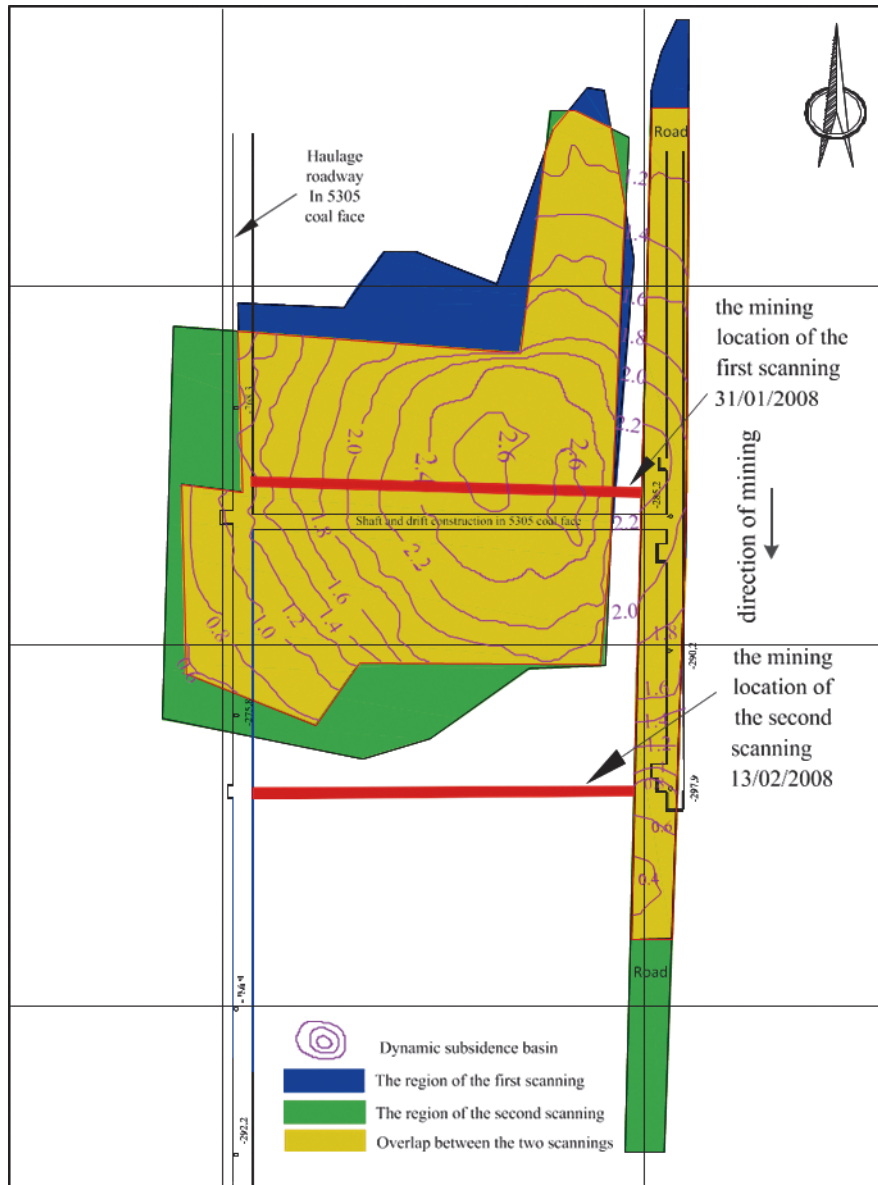 Road
Haulage
roadway
In 5305
coal face
1.2
1.4
1.6
1.8
2.0
2.2
the mining
location of the
first scanning
31/01/2008
2.0
2.4
2.6
2.6
-285.2
Shaft and drift construction in 5305 coal face
2.2
1.8
2.2
1.6
1.4
1.2
1.0
0.8
2.0
1.8
direction of mining
-290.2
the mining
location of
the second
scanning
13/02/2008
-275.8
1.6
1.4
1.2
-297.9
0.6
0.4
Road
-292.2
Dynamic subsidence basin
The region of the first scanning
The region of the second scanning
Overlap between the two scannings